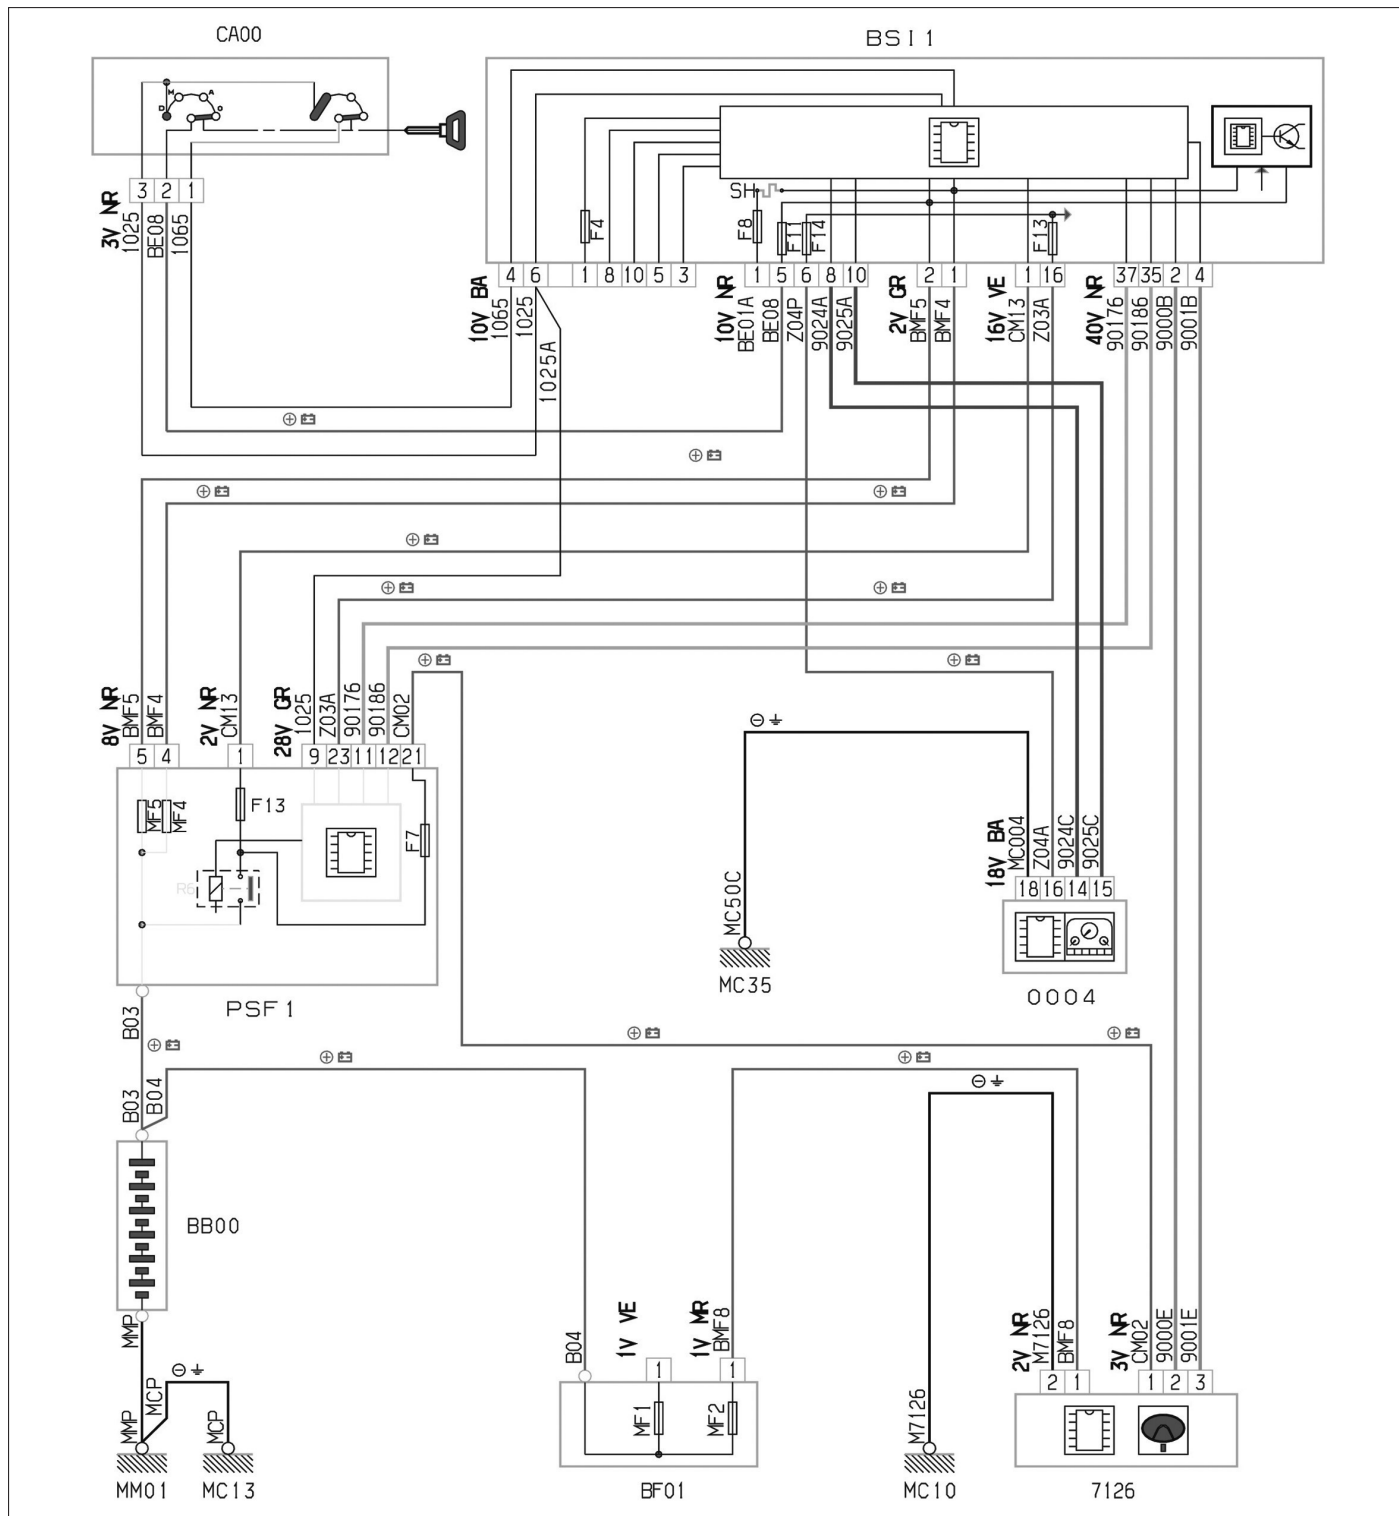 CA00
BSI1
M
A
D
O
3 2 1
3V NR
1025
BE08
1065
SH
F4
F8
F11
F14
F13
4 6 1 8 10 5 3
1 5 6 8 10
2 1
1 16
37 35 2 4
10V BA
1065
1025
1025A
10V NR
BE01A
BE08
Z04P
9024A
9025A
2V GR
BMF5
BMF4
16V VE
CM13
Z03A
40V NR
90176
90186
9000B
9001B
8V NR
BMF5
BMF4
2V NR
CM13
28V GR
1025
Z03A
90176
90186
CM02
5 4
1
9 23 11 12 21
MF5
MF4
F13
F7
R6
PSF1
MC50C
MC35
18V BA
MC004
Z04A
9024C
9025C
18 16 14 15
0004
B03
B03
B04
BB00
MMP
MMP
MCP
MCP
MM01
MC13
B04
1V VE
1V MR
BMF8
1
1
MF1
MF2
BF01
M7126
MC10
2V NR
M7126
BMF8
3V NR
CM02
9000E
9001E
2 1
1 2 3
7126